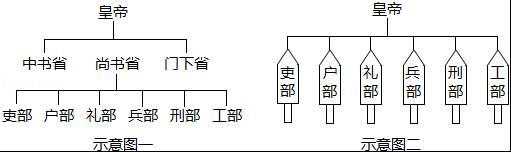 皇帝
中书省 尚书省 门下省
吏部 户部 礼部 兵部 刑部 工部
示意图一
皇帝
吏部 户部 礼部 兵部 刑部 工部
示意图二